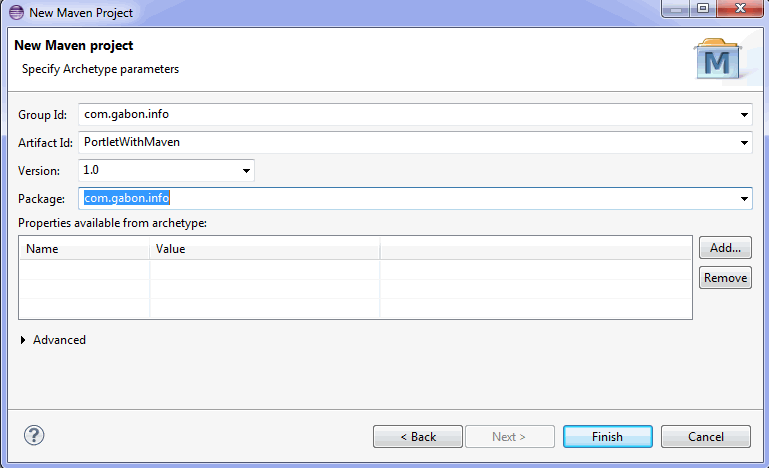 New Maven Project
New Maven project
Specify Archetype parameters
M
Group Id: com.gabon.info
Artifact Id: PortletWithMaven
Version: 1.0
Package: com.gabon.info
Properties available from archetype:
Name Value
Add...
Remove
Advanced
? < Back Next > Finish Cancel